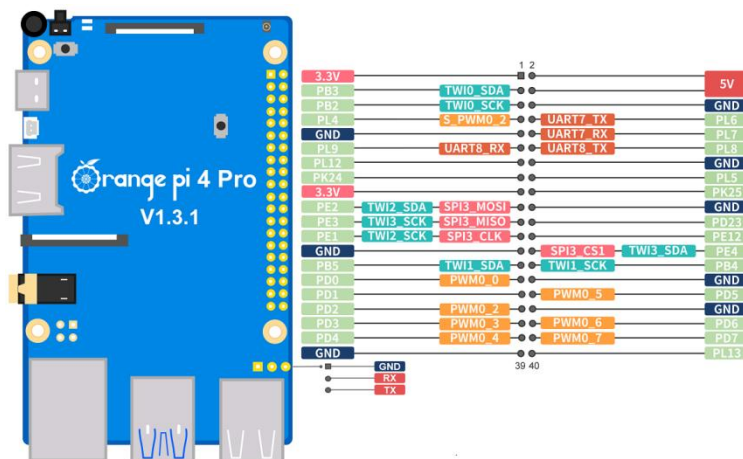 1 2
3.3V 5V
PB3 TWI0_SDA
PB2 TWI0_SCK GND
PL4 S_PWM0_2 UART7_TX PL6
GND UART7_RX PL7
PL9 UART8_RX UART8_TX PL8
PL12 GND
PK24 PL5
3.3V PK25
PE2 TWI2_SDA SPI3_MOSI GND
PE3 TWI3_SCK SPI3_MISO PD23
PE1 TWI2_SCK SPI3_CLK PE12
GND SPI3_CS1 TWI3_SDA PE4
PB5 TWI1_SDA TWI1_SCK PB4
PD0 PWM0_0 GND
PD1 PWM0_5 PD5
PD2 PWM0_2 GND
PD3 PWM0_3 PWM0_6 PD6
PD4 PWM0_4 PWM0_7 PD7
GND PL13
39 40
GND
RX
TX
Orange pi 4 Pro
V1.3.1